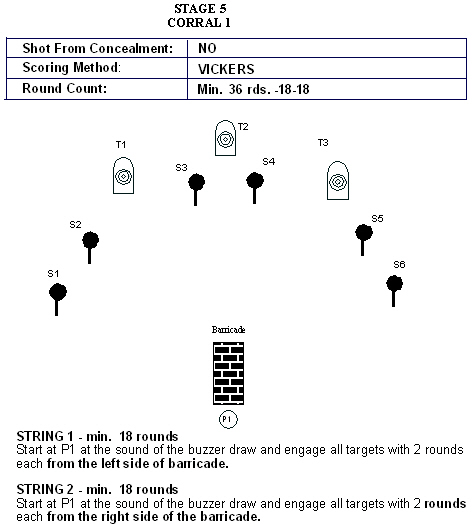 STAGE 5
CORRAL 1
Shot From Concealment: NO
Scoring Method: VICKERS
Round Count: Min. 36 rds. -18-18
T2
T1
T3
S3
S4
S2
S5
S1
S6
Barricade
P1
STRING 1 - min. 18 rounds
Start at P1 at the sound of the buzzer draw and engage all targets with 2 rounds
each from the left side of barricade.
STRING 2 - min. 18 rounds
Start at P1 at the sound of the buzzer draw and engage all targets with 2 rounds
each from the right side of the barricade.